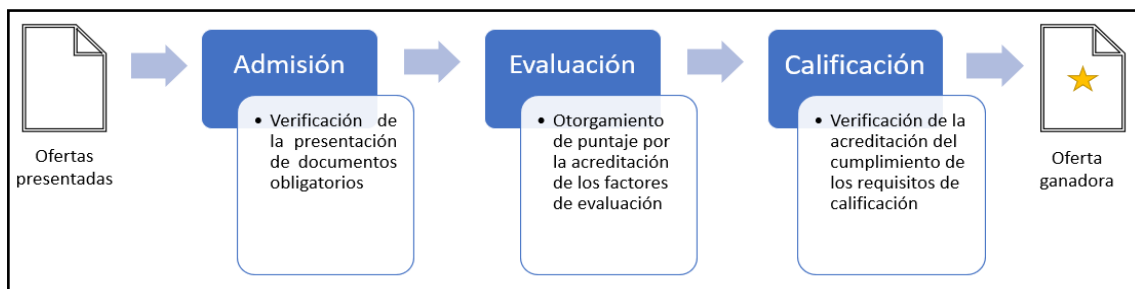 Ofertas
presentadas
Admisión
• Verificación de
la presentación
de documentos
obligatorios
Evaluación
• Otorgamiento
de puntaje por
la acreditación
de los factores
de evaluación
Calificación
• Verificación de la
acreditación del
cumplimiento de
los requisitos de
calificación
Oferta
ganadora